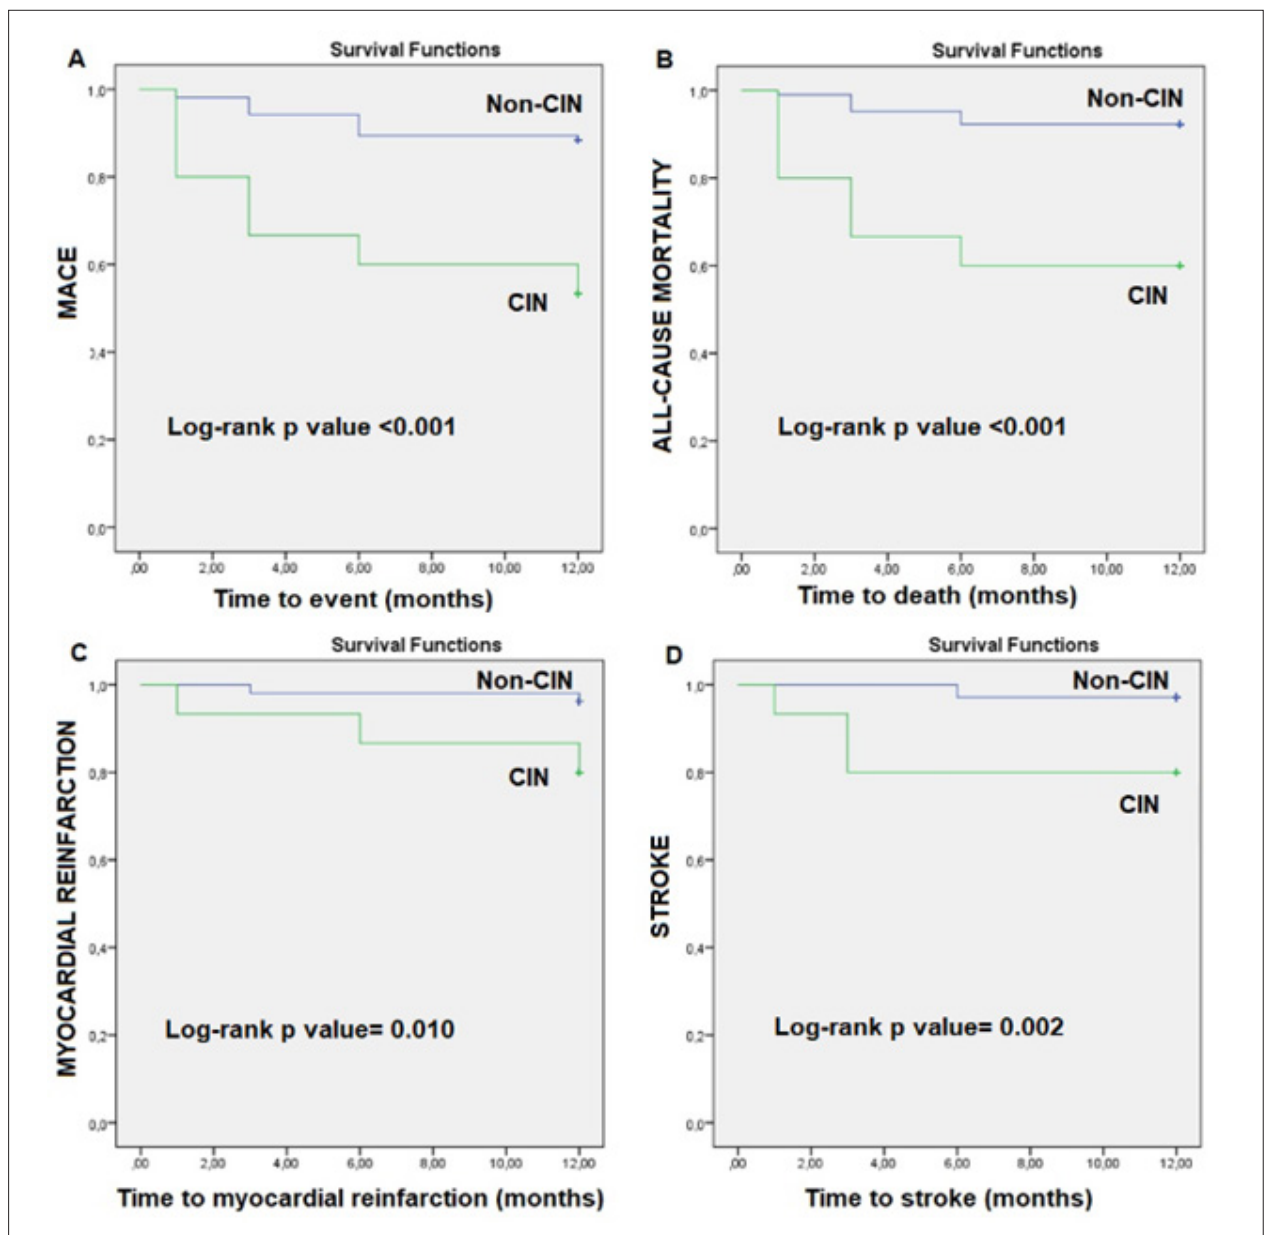 A
Survival Functions
1,0
0,8
0,6
0,4
0,2
0,0
MACE
Non-CIN
CIN
Log-rank p value <0.001
,00 2,00 4,00 6,00 8,00 10,00 12,00
Time to event (months)
B
Survival Functions
1,0
0,8
0,6
0,4
0,2
0,0
ALL-CAUSE MORTALITY
Non-CIN
CIN
Log-rank p value <0.001
,00 2,00 4,00 6,00 8,00 10,00 12,00
Time to death (months)
C
Survival Functions
1,0
0,8
0,6
0,4
0,2
0,0
MYOCARDIAL REINFARCTION
Non-CIN
CIN
Log-rank p value= 0.010
,00 2,00 4,00 6,00 8,00 10,00 12,00
Time to myocardial reinfarction (months)
D
Survival Functions
1,0
0,8
0,6
0,4
0,2
0,0
STROKE
Non-CIN
CIN
Log-rank p value= 0.002
,00 2,00 4,00 6,00 8,00 10,00 12,00
Time to stroke (months)